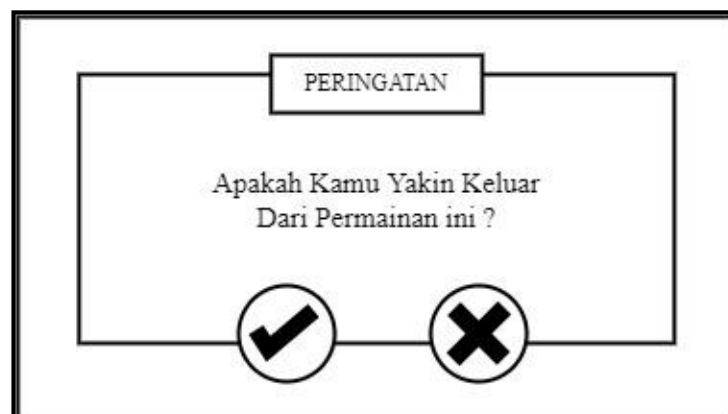 PERINGATAN
Apakah Kamu Yakin Keluar
Dari Permainan ini ?